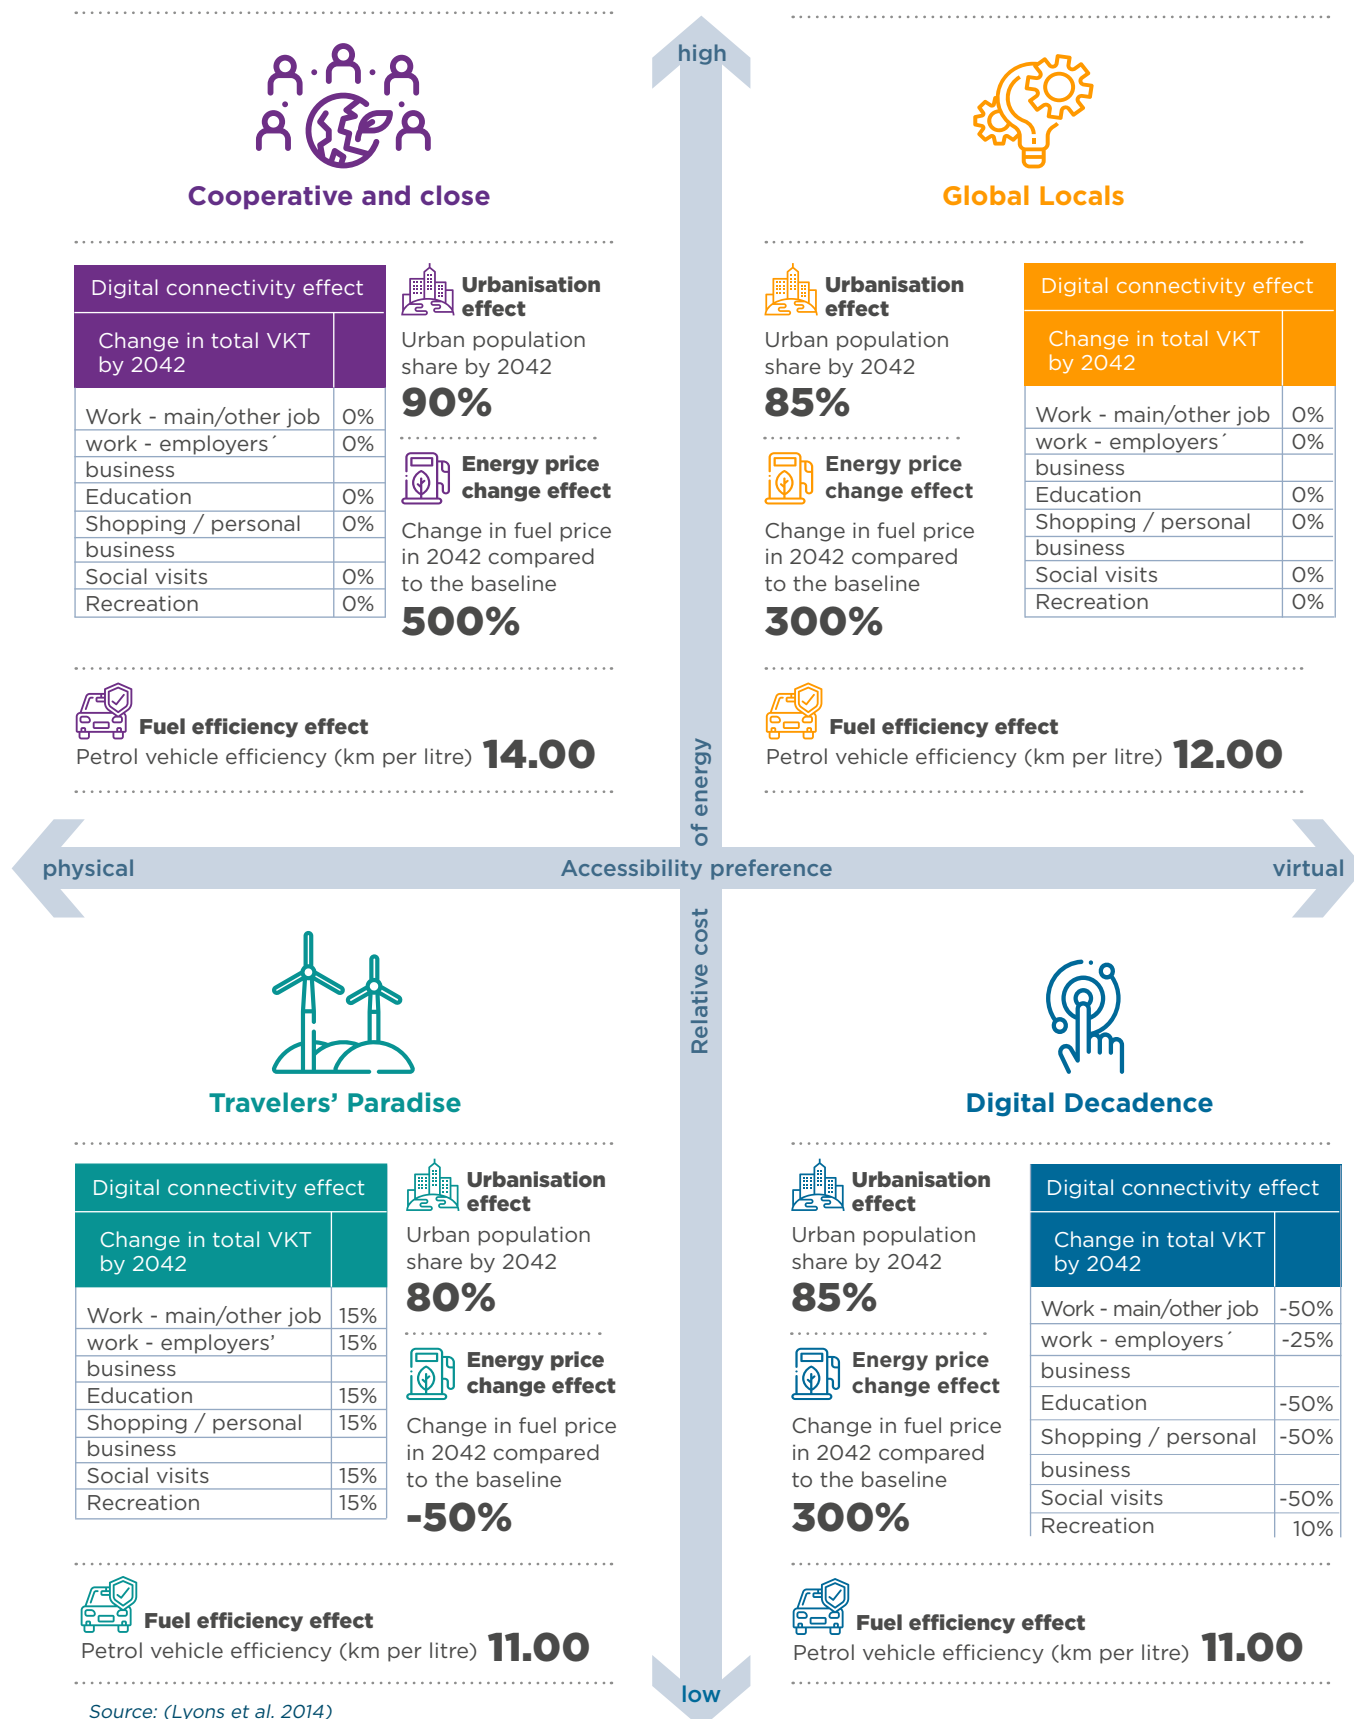 high
Cooperative and close
Digital connectivity effect
Change in total VKT
by 2042
Work - main/other job 0%
work - employers´ 0%
business
Education 0%
Shopping / personal 0%
business
Social visits 0%
Recreation 0%
Urbanisation
effect
Urban population
share by 2042
90%
Energy price
change effect
Change in fuel price
in 2042 compared
to the baseline
500%
Fuel efficiency effect
Petrol vehicle efficiency (km per litre) 14.00
Global Locals
Urbanisation
effect
Urban population
share by 2042
85%
Energy price
change effect
Change in fuel price
in 2042 compared
to the baseline
300%
Digital connectivity effect
Change in total VKT
by 2042
Work - main/other job 0%
work - employers´ 0%
business
Education 0%
Shopping / personal 0%
business
Social visits 0%
Recreation 0%
Fuel efficiency effect
Petrol vehicle efficiency (km per litre) 12.00
physical
Accessibility preference
virtual
Relative cost of energy
Travelers’ Paradise
Digital connectivity effect
Change in total VKT
by 2042
Work - main/other job 15%
work - employers’ 15%
business
Education 15%
Shopping / personal 15%
business
Social visits 15%
Recreation 15%
Urbanisation
effect
Urban population
share by 2042
80%
Energy price
change effect
Change in fuel price
in 2042 compared
to the baseline
-50%
Fuel efficiency effect
Petrol vehicle efficiency (km per litre) 11.00
Digital Decadence
Urbanisation
effect
Urban population
share by 2042
85%
Energy price
change effect
Change in fuel price
in 2042 compared
to the baseline
300%
Digital connectivity effect
Change in total VKT
by 2042
Work - main/other job -50%
work - employers´ -25%
business
Education -50%
Shopping / personal -50%
business
Social visits -50%
Recreation 10%
Fuel efficiency effect
Petrol vehicle efficiency (km per litre) 11.00
low
Source: (Lyons et al. 2014)